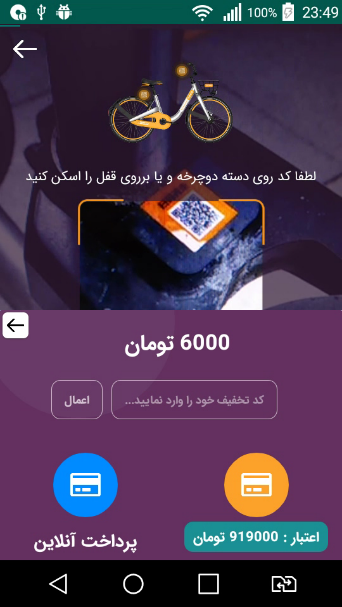 100% 23:49
لطفا کد روی دسته دوچرخه و یا برروی قفل را اسکن کنید
6000 تومان
کد تخفیف خود را وارد نمایید...
اعمال
اعتبار : 919000 تومان
پرداخت آنلاین